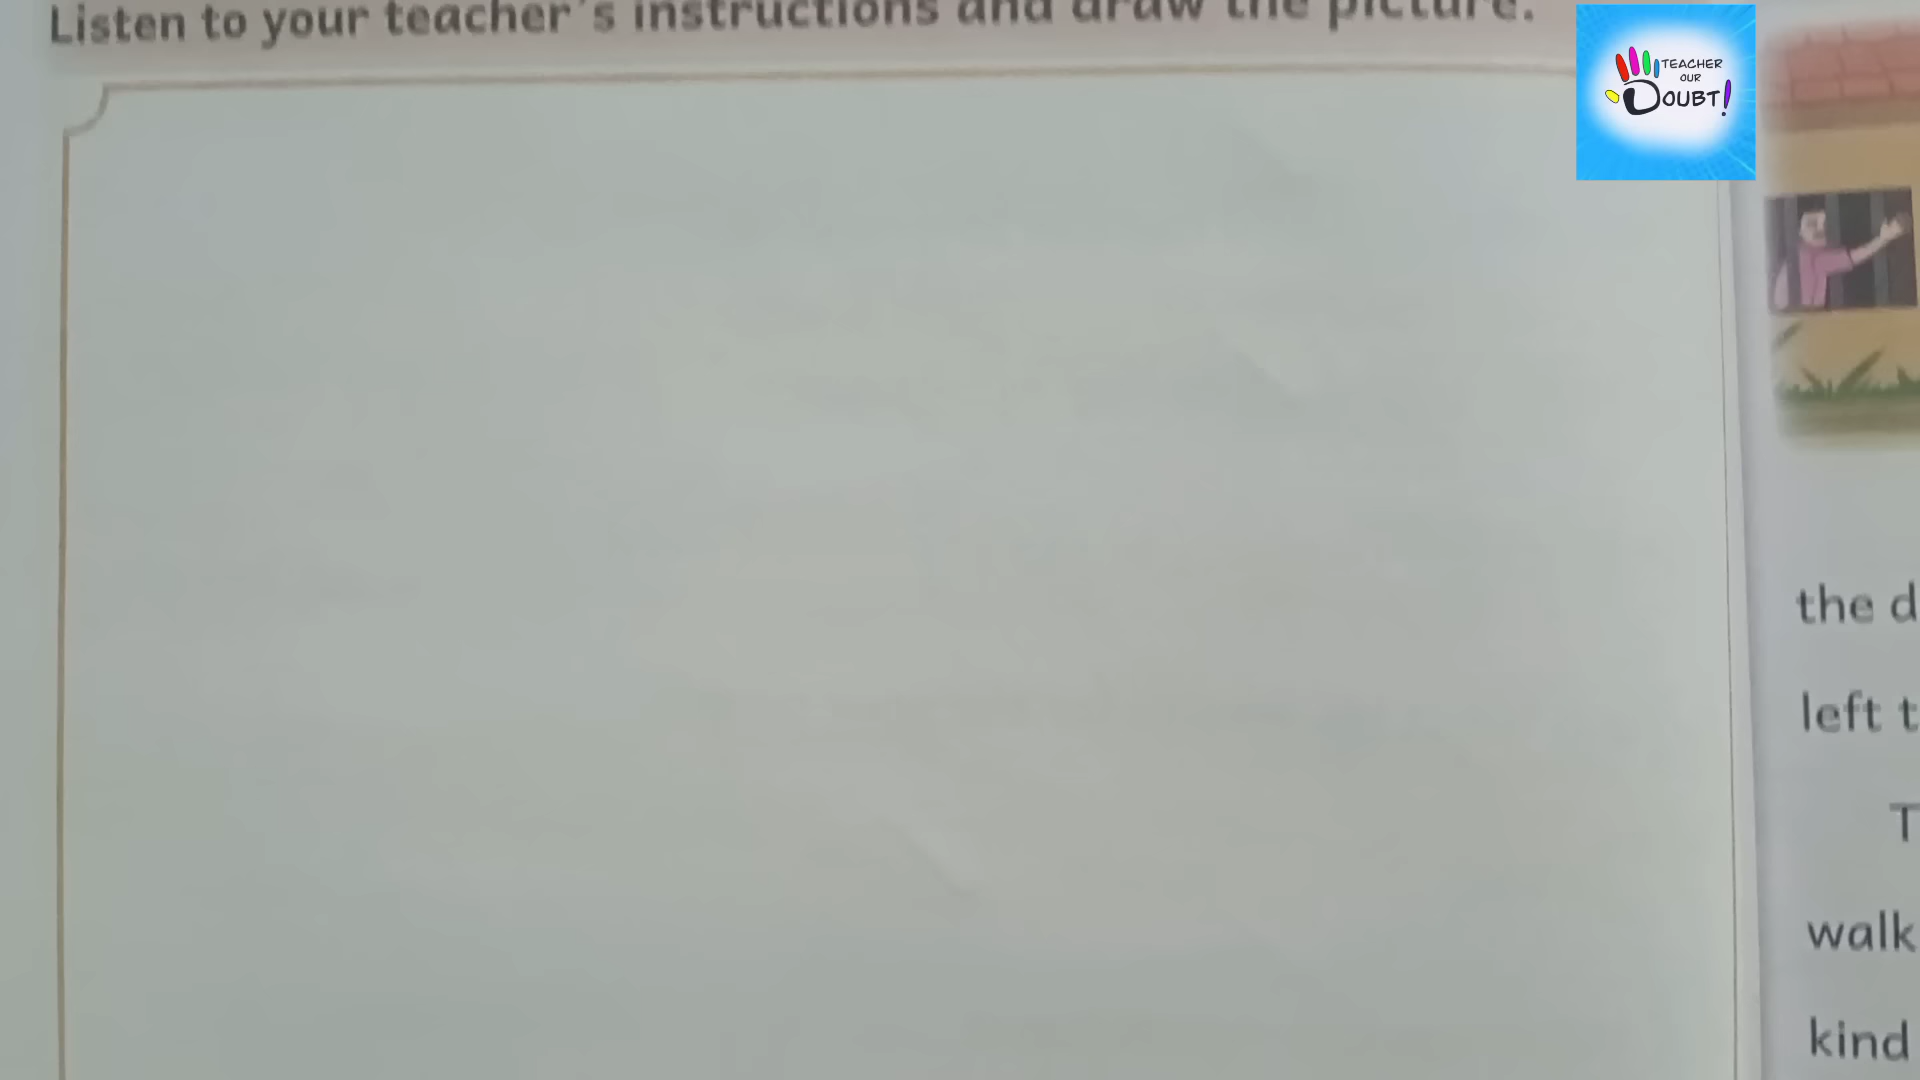 Listen to your teacher's instructions and draw the picture.
TEACHER
OUR
DOUBT!
the d
left t
T
walk
kind